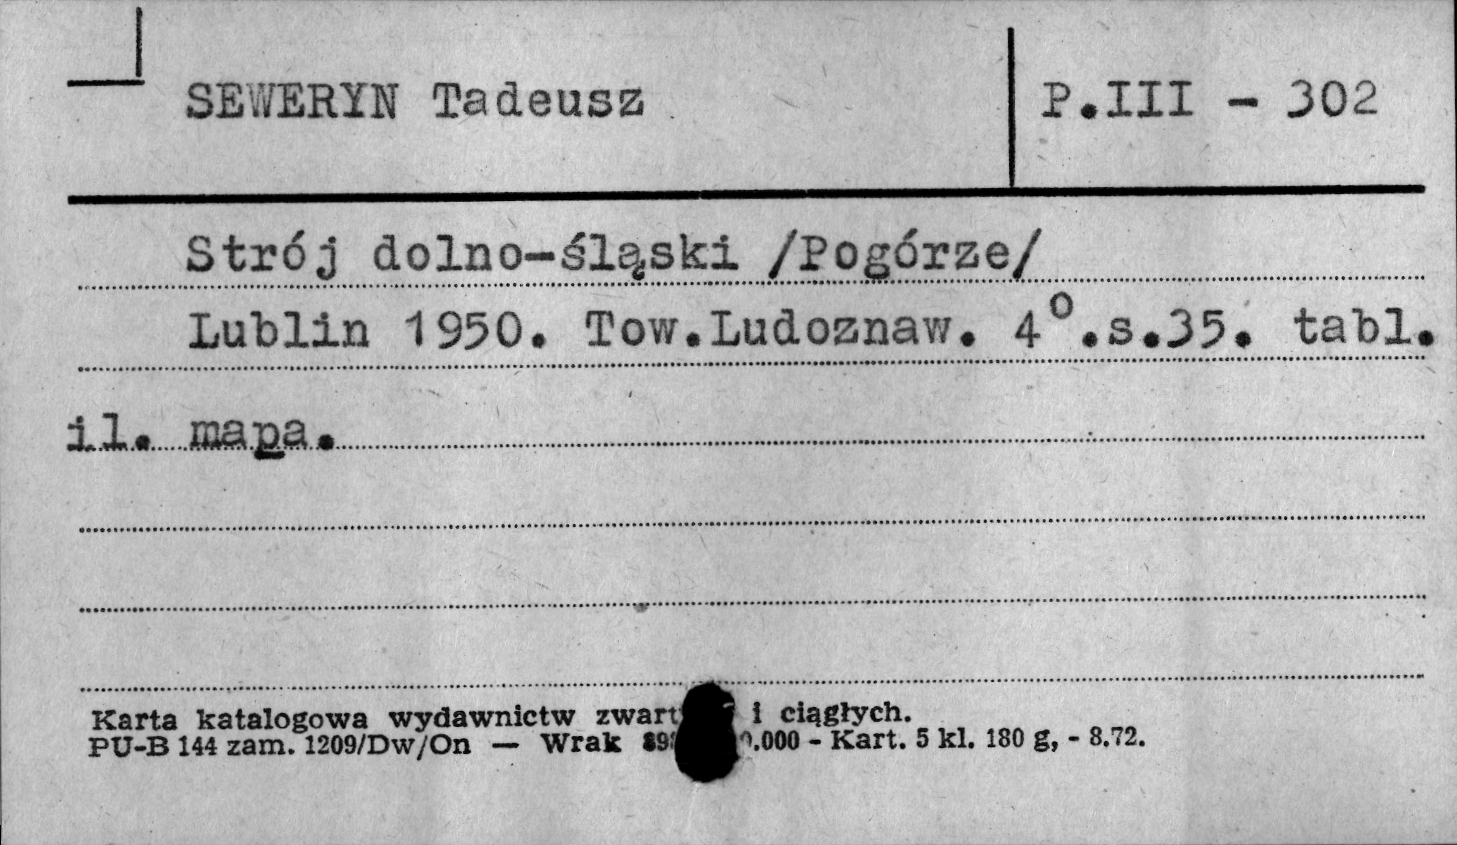 SEWERYN Tadeusz
P.III - 302
Strój dolno-śląski /Pogórze/
Lublin 1950. Tow.Ludoznaw. 4°.s.35. tabl.
il. mapa.
Karta katalogowa wydawnictw i ciągłych.
PU-B 144 zam. 1209/Dw/On — Wrak .000 - Kart. 5 kl. 180 g, - 8.72.